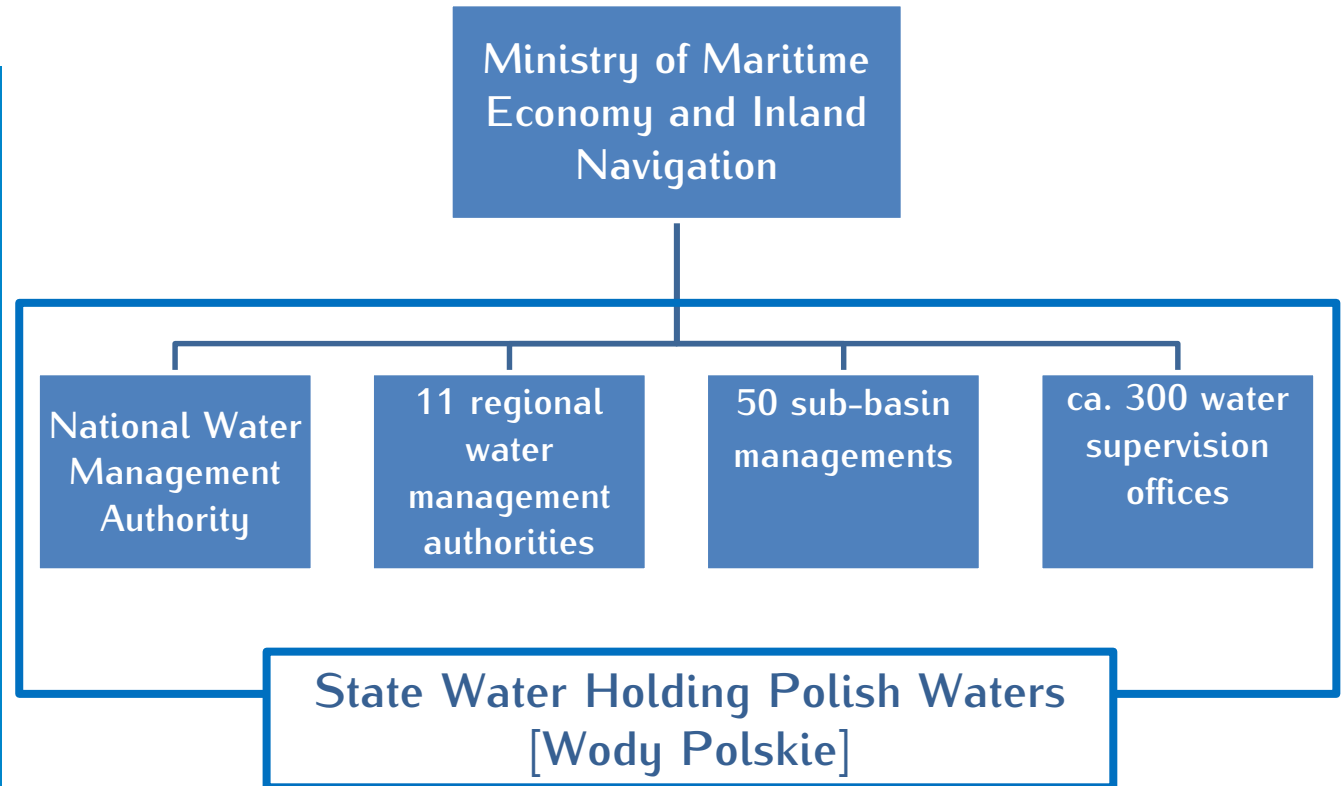 Ministry of Maritime
Economy and Inland
Navigation
National Water
Management
Authority
11 regional
water
management
authorities
50 sub-basin
managements
ca. 300 water
supervision
offices
State Water Holding Polish Waters
[Wody Polskie]